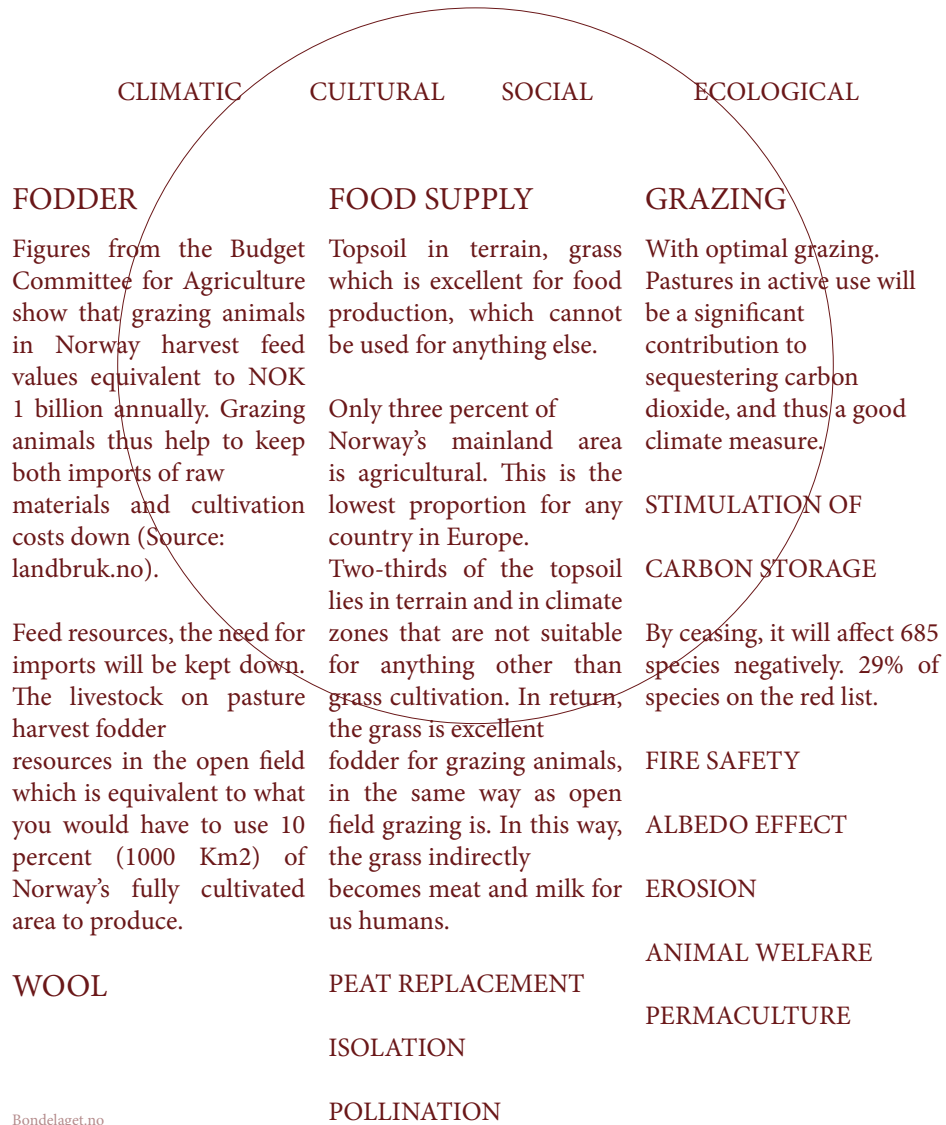 CLIMATIC CULTURAL SOCIAL ECOLOGICAL
FODDER
Figures from the Budget
Committee for Agriculture
show that grazing animals
in Norway harvest feed
values equivalent to NOK
1 billion annually. Grazing
animals thus help to keep
both imports of raw
materials and cultivation
costs down (Source:
landbruk.no).
Feed resources, the need for
imports will be kept down.
The livestock on pasture
harvest fodder
resources in the open field
which is equivalent to what
you would have to use 10
percent (1000 Km2) of
Norway's fully cultivated
area to produce.
WOOL
Bondelaget.no
FOOD SUPPLY
Topsoil in terrain, grass
which is excellent for food
production, which cannot
be used for anything else.
Only three percent of
Norway's mainland area
is agricultural. This is the
lowest proportion for any
country in Europe.
Two-thirds of the topsoil
lies in terrain and in climate
zones that are not suitable
for anything other than
grass cultivation. In return,
the grass is excellent
fodder for grazing animals,
in the same way as open
field grazing is. In this way,
the grass indirectly
becomes meat and milk for
us humans.
PEAT REPLACEMENT
ISOLATION
POLLINATION
GRAZING
With optimal grazing.
Pastures in active use will
be a significant
contribution to
sequestering carbon
dioxide, and thus a good
climate measure.
STIMULATION OF
CARBON STORAGE
By ceasing, it will affect 685
species negatively. 29% of
species on the red list.
FIRE SAFETY
ALBEDO EFFECT
EROSION
ANIMAL WELFARE
PERMACULTURE